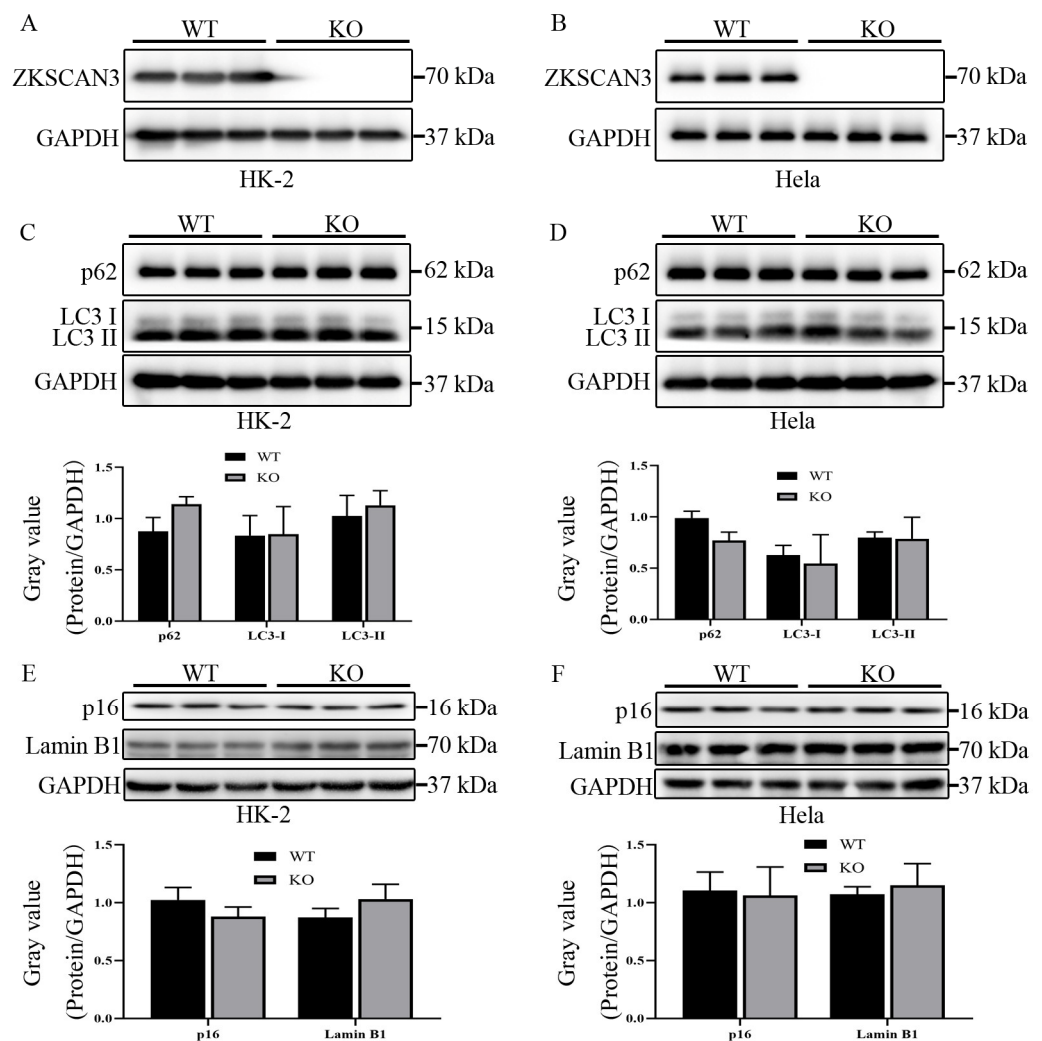 A
WT KO
ZKSCAN3 70 kDa
GAPDH 37 kDa
HK-2
B
WT KO
ZKSCAN3 70 kDa
GAPDH 37 kDa
Hela
C
WT KO
p62 62 kDa
LC3 I
LC3 II 15 kDa
GAPDH 37 kDa
HK-2
WT
KO
Gray value
(Protein/GAPDH)
1.5
1.0
0.5
0.0
p62 LC3-I LC3-II
D
WT KO
p62 62 kDa
LC3 I
LC3 II 15 kDa
GAPDH 37 kDa
Hela
WT
KO
Gray value
(Protein/GAPDH)
1.5
1.0
0.5
0.0
p62 LC3-I LC3-II
E
WT KO
p16 16 kDa
Lamin B1 70 kDa
GAPDH 37 kDa
HK-2
WT
KO
Gray value
(Protein/GAPDH)
1.5
1.0
0.5
0.0
p16 Lamin B1
F
WT KO
p16 16 kDa
Lamin B1 70 kDa
GAPDH 37 kDa
Hela
WT
KO
Gray value
(Protein/GAPDH)
1.5
1.0
0.5
0.0
p16 Lamin B1